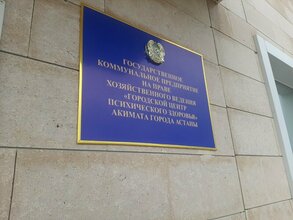 ГОСУДАРСТВЕННОЕ
КОММУНАЛЬНОЕ ПРЕДПРИЯТИЕ
НА ПРАВЕ
ХОЗЯЙСТВЕННОГО ВЕДЕНИЯ
«ГОРОДСКОЙ ЦЕНТР
ПСИХИЧЕСКОГО ЗДОРОВЬЯ»
АКИМАТА ГОРОДА АСТАНЫ